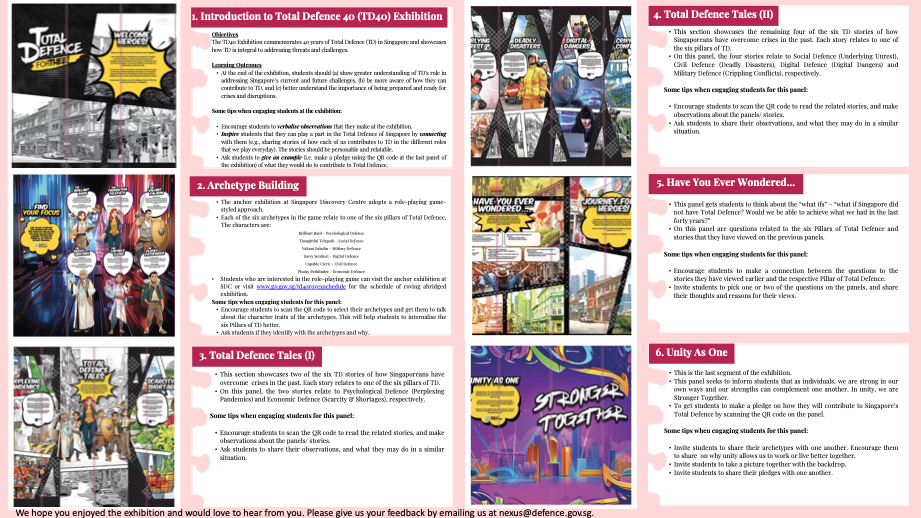 TOTAL
DEFENCE
WELCOME
HEROES!
1. Introduction to Total Defence 40 (TD40) Exhibition
Objectives
The TD40 Exhibition commemorates 40 years of Total Defence (TD) in Singapore and showcases
how TD is integral to addressing threats and challenges.
Learning Outcomes
• At the end of the exhibition, students should (a) show greater understanding of TD's role in
addressing Singapore's current and future challenges, (b) be more aware of how they can
contribute to TD, and (c) better understand the importance of being prepared and ready for
crises and disruptions.
Some tips when engaging students at the exhibition:
• Encourage students to verbalise observations that they make at the exhibition.
• Inspire students that they can play a part in the Total Defence of Singapore by connecting
with them (e.g., sharing stories of how each of us contributes to TD in the different roles
that we play everyday). The stories should be personable and relatable.
• Ask students to give an example (i.e. make a pledge using the QR code at the last panel of
the exhibition) of what they would do to contribute to Total Defence.
FIND
YOUR FOCUS
2. Archetype Building
• The anchor exhibition at Singapore Discovery Centre adopts a role-playing game-
styled approach.
• Each of the six archetypes in the game relate to one of the six pillars of Total Defence.
The characters are:
Brilliant Bard – Psychological Defence
Thoughtful Telepath – Social Defence
Valiant Paladin – Military Defence
Savvy Sentinel – Digital Defence
Capable Cleric – Civil Defence
Plucky Pathfinder – Economic Defence
• Students who are interested in the role-playing game can visit the anchor exhibition at
SDC or visit www.go.gov.sg/td40rovexschedule for the schedule of roving abridged
exhibition.
Some tips when engaging students for this panel:
• Encourage students to scan the QR code to select their archetypes and get them to talk
about the character traits of the archetypes. This will help students to internalise the
six Pillars of TD better.
• Ask students if they identify with the archetypes and why.
TOTAL
DEFENCE
TALES
SCARCITY
3. Total Defence Tales (I)
• This section showcases two of the six TD stories of how Singaporeans have
overcome crises in the past. Each story relates to one of the six pillars of TD.
• On this panel, the two stories relate to Psychological Defence (Perplexing
Pandemics) and Economic Defence (Scarcity & Shortages), respectively.
Some tips when engaging students for this panel:
• Encourage students to scan the QR code to read the related stories, and make
observations about the panels/ stories.
• Ask students to share their observations, and what they may do in a similar
situation.
DEADLY
DISASTERS
DIGITAL
DANGERS
4. Total Defence Tales (II)
• This section showcases the remaining four of the six TD stories of how
Singaporeans have overcome crises in the past. Each story relates to one of
the six pillars of TD.
• On this panel, the four stories relate to Social Defence (Underlying Unrest),
Civil Defence (Deadly Disasters), Digital Defence (Digital Dangers) and
Military Defence (Crippling Conflicts), respectively.
Some tips when engaging students for this panel:
• Encourage students to scan the QR code to read the related stories, and make
observations about the panels/ stories.
• Ask students to share their observations, and what they may do in a similar
situation.
HAVE YOU EVER
WONDERED...
JOURNEY FOR
HEROES!
5. Have You Ever Wondered...
• This panel gets students to think about the "what ifs" – "what if Singapore did
not have Total Defence? Would we be able to achieve what we had in the last
forty years?"
• On this panel are questions related to the six Pillars of Total Defence and
stories that they have viewed on the previous panels.
Some tips when engaging students for this panel:
• Encourage students to make a connection between the questions to the
stories they have viewed earlier and the respective Pillar of Total Defence.
• Invite students to pick one or two of the questions on the panels, and share
their thoughts and reasons for their views.
UNITY AS ONE
STRONGER
TOGETHER
6. Unity As One
• This is the last segment of the exhibition.
• This panel seeks to inform students that as individuals, we are strong in our
own ways and our strengths can complement one another. In unity, we are
Stronger Together.
• To get students to make a pledge on how they will contribute to Singapore's
Total Defence by scanning the QR code on the panel.
Some tips when engaging students for this panel:
• Invite students to share their archetypes with one another. Encourage them
to share on why unity allows us to work or live better together.
• Invite students to take a picture together with the backdrop.
• Invite students to share their pledges with one another.
We hope you enjoyed the exhibition and would love to hear from you. Please give us your feedback by emailing us at nexus@defence.gov.sg.